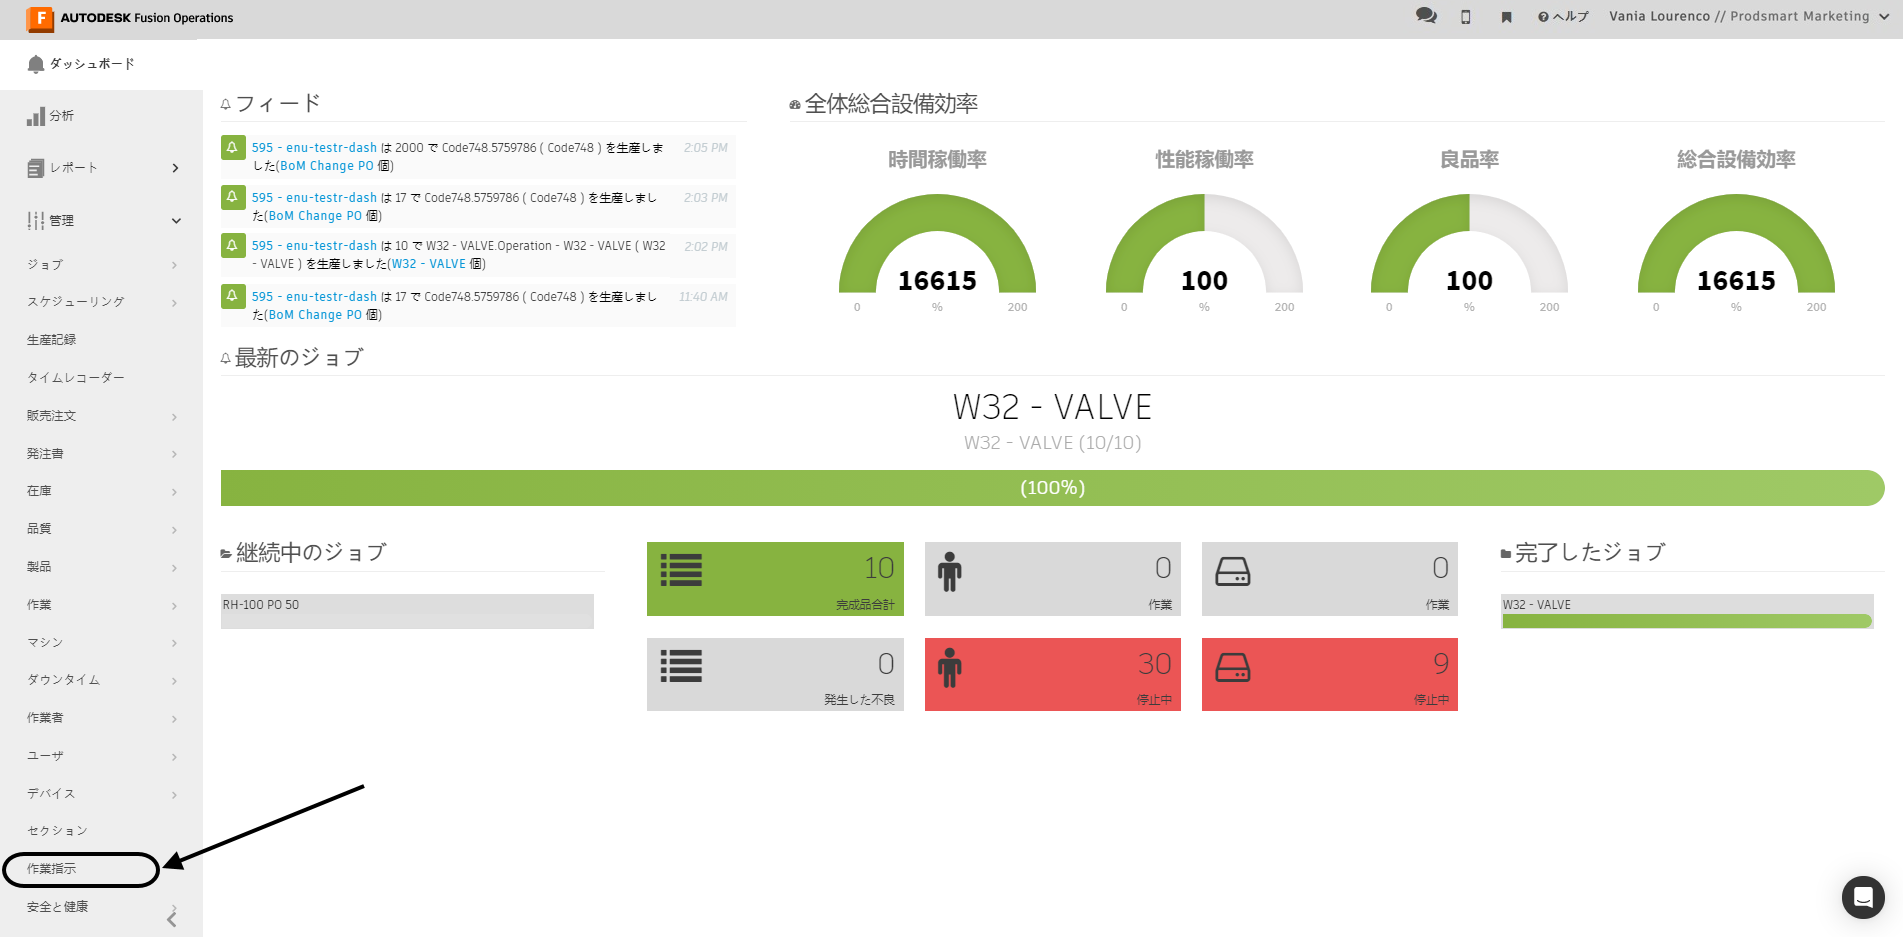 AUTODESK Fusion Operations
ヘルプ
Vania Lourenco // Prodsmart Marketing
ダッシュボード
分析
レポート
管理
ジョブ
スケジューリング
生産記録
タイムレコーダー
販売注文
発注書
在庫
品質
製品
作業
マシン
ダウンタイム
作業者
ユーザ
デバイス
セクション
作業指示
安全と健康
フィード
595 - enu-testr-dash は 2000 で Code748.5759786 ( Code748 ) を生産しま
した(BoM Change PO 個)
2:05 PM
595 - enu-testr-dash は 17 で Code748.5759786 ( Code748 ) を生産しまし
た(BoM Change PO 個)
2:03 PM
595 - enu-testr-dash は 10 で W32 - VALVE.Operation - W32 - VALVE ( W32
- VALVE ) を生産しました(W32 - VALVE 個)
2:02 PM
595 - enu-testr-dash は 17 で Code748.5759786 ( Code748 ) を生産しまし
た(BoM Change PO 個)
11:40 AM
全体総合設備効率
時間稼働率
16615
0 % 200
性能稼働率
100
0 % 200
良品率
100
0 % 200
総合設備効率
16615
0 % 200
最新のジョブ
W32 - VALVE
W32 - VALVE (10/10)
(100%)
継続中のジョブ
RH-100 PO 50
10
完成品合計
0
作業
0
作業
0
発生した不良
30
停止中
9
停止中
完了したジョブ
W32 - VALVE